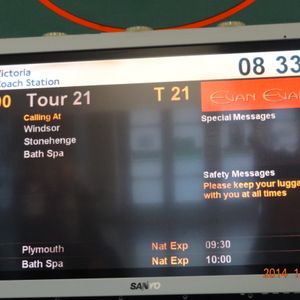 Victoria
Coach Station
08 33
00 Tour 21 T 21
EVAN EVANS
Calling At
Windsor
Stonehenge
Bath Spa
Special Messages
Safety Messages
Please keep your lugga
with you at all times
Plymouth Nat Exp 09:30
Bath Spa Nat Exp 10:00
SANYO
2014